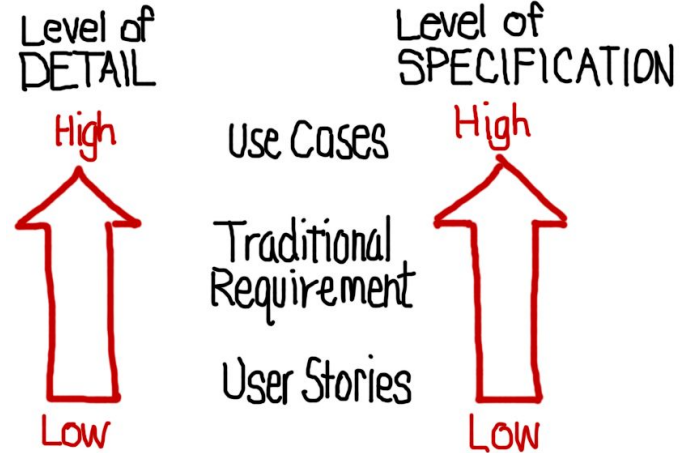 Level of
DETAIL
High
Low
Use Cases
Traditional
Requirement
User Stories
Level of
SPECIFICATION
High
Low